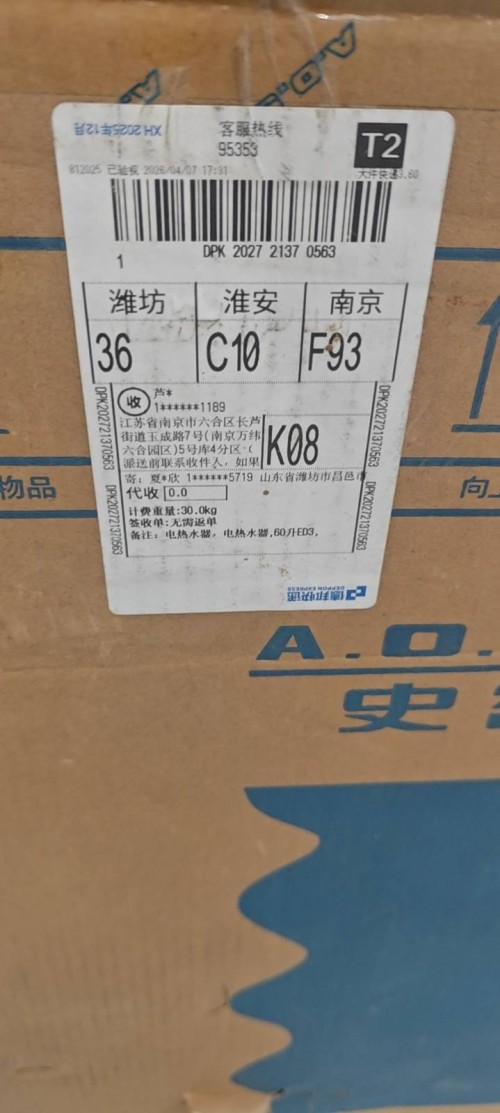 A.O.
XH 2025年12月
客服热线
95353
T2
812025 已验视 2026/04/07 17:31
大件快递3.60
DPK 2027 2137 0563
1
潍坊 淮安 南京
36 C10 F93
收 芦*
1******1189
江苏省南京市六合区长芦
街道玉成路7号(南京万纬
六合园区)5号库4分区-(
派送前联系收件人，如果
K08
寄: 夏*欣 1******5719 山东省潍坊市昌邑市
代收 0.0
计费重量:30.0kg
签收单:无需返单
备注: 电热水器, 电热水器,60升ED3,
DPK202721370563
DPK202721370563
DPK202721370563
DPK202721370563
德邦快递
DEPPON EXPRESS
物品
向上
A.O.
史